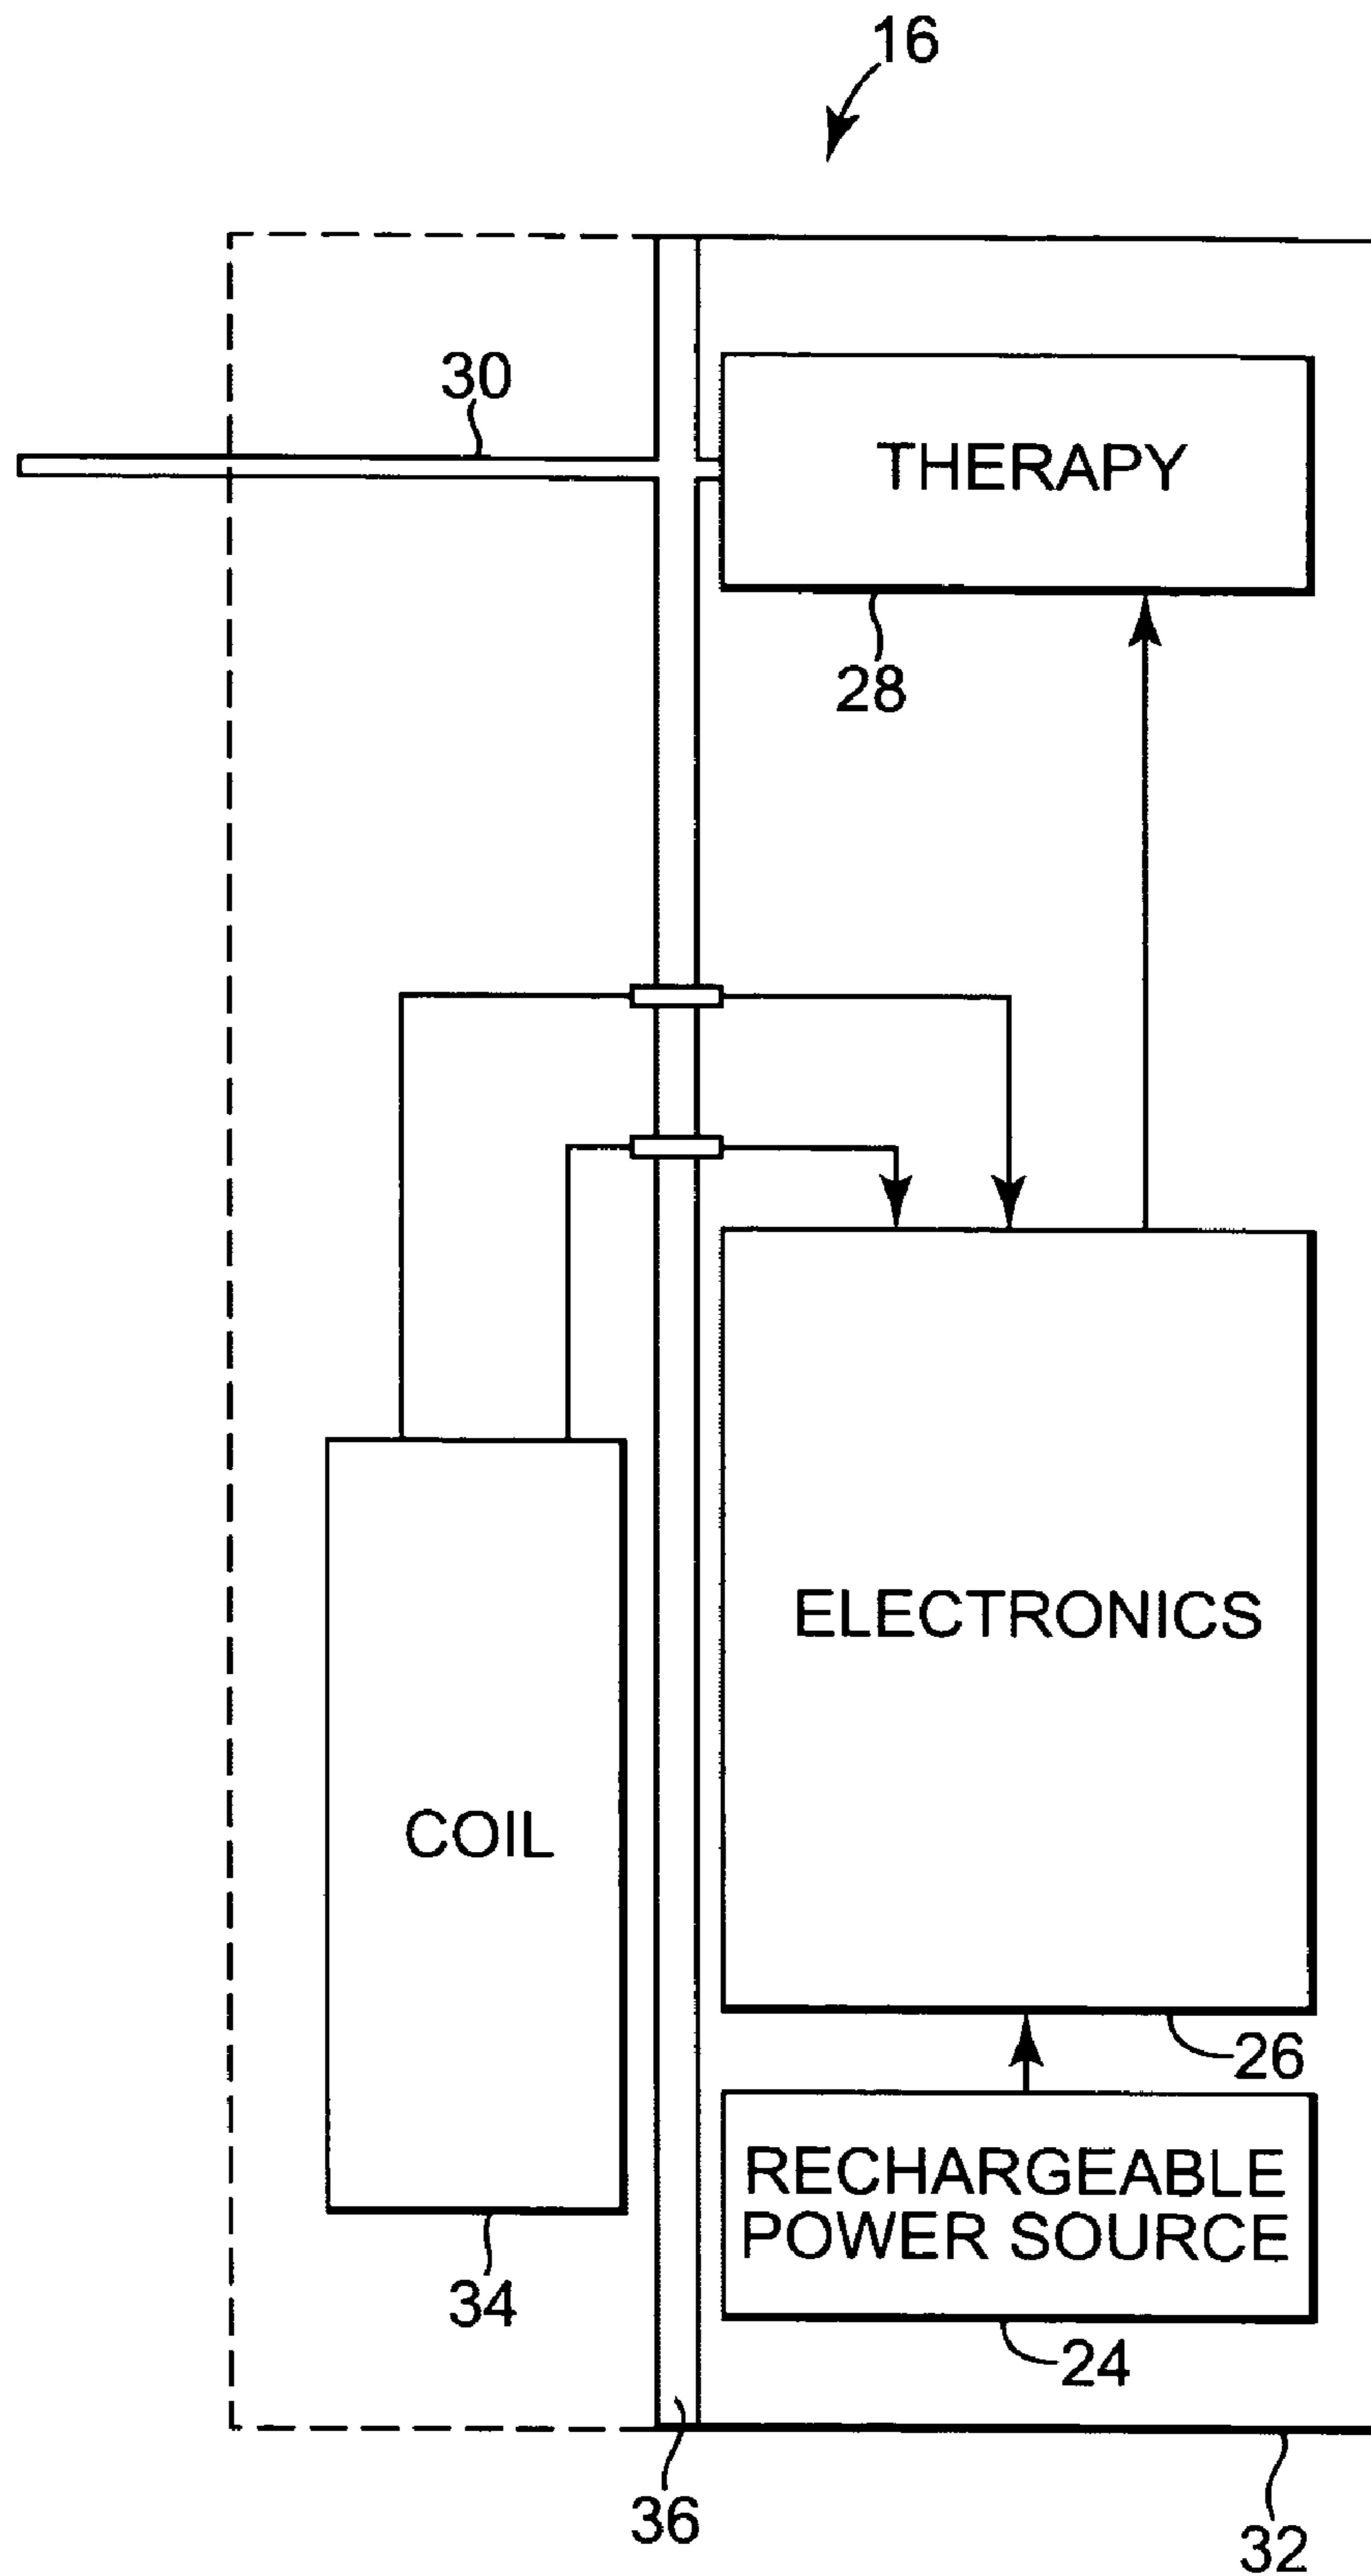 16
30
THERAPY
28
ELECTRONICS
COIL
26
RECHARGEABLE
POWER SOURCE
34
24
36
32